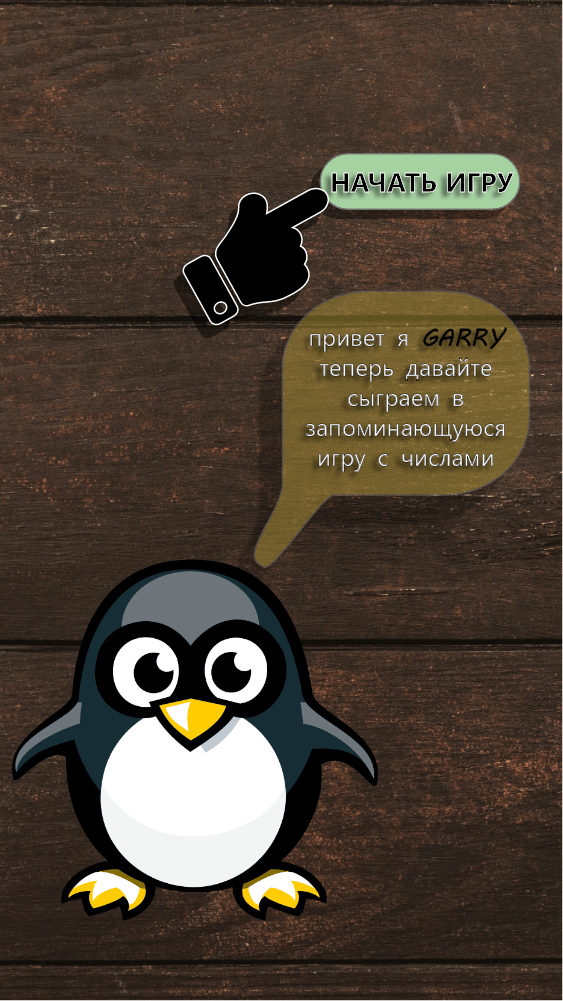 НАЧАТЬ ИГРУ
привет я GARRY
теперь давайте
сыграем в
запоминающуюся
игру с числами